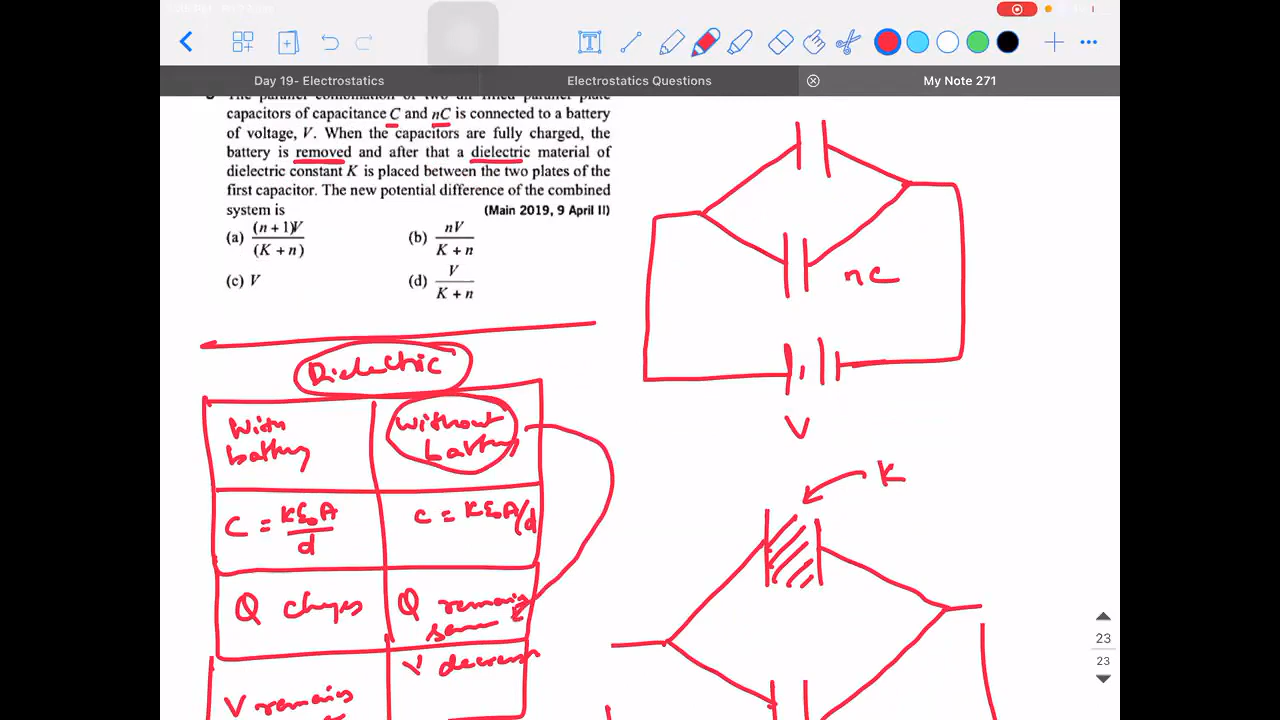 Day 19- Electrostatics
Electrostatics Questions
My Note 271
capacitors of capacitance C and nC is connected to a battery
of voltage, V. When the capacitors are fully charged, the
battery is removed and after that a dielectric material of
dielectric constant K is placed between the two plates of the
first capacitor. The new potential difference of the combined
system is (Main 2019, 9 April II)
(a) (n + 1)V / (K + n) (b) nV / K + n
(c) V (d) V / K + n
nC
V
K
Dielectric
With battery
Without battery
C = kε₀A / d
C = kε₀A/d
Q changes
Q remains same
V remains
V decreases
23
23